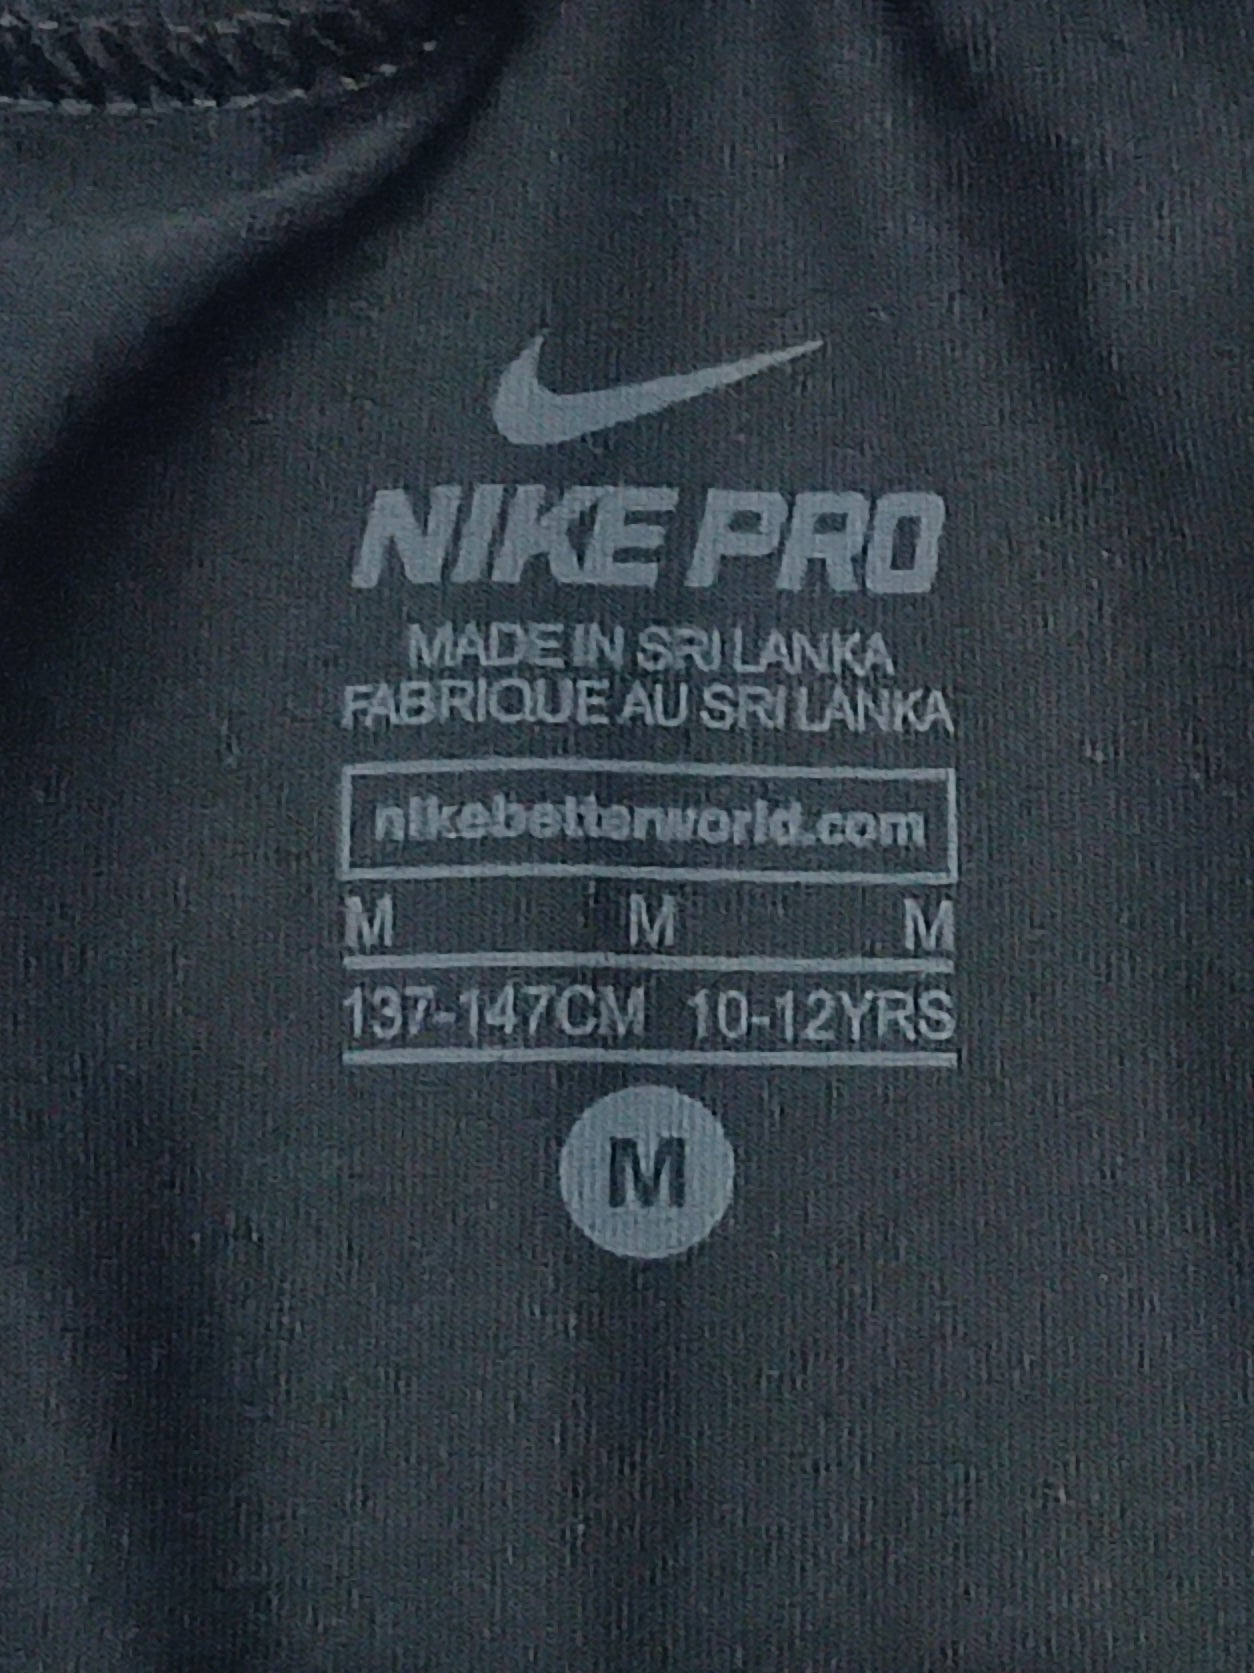 NIKE PRO
MADE IN SRI LANKA
FABRIQUE AU SRI LANKA
nikebetterworld.com
M M M
137-147CM 10-12YRS
M